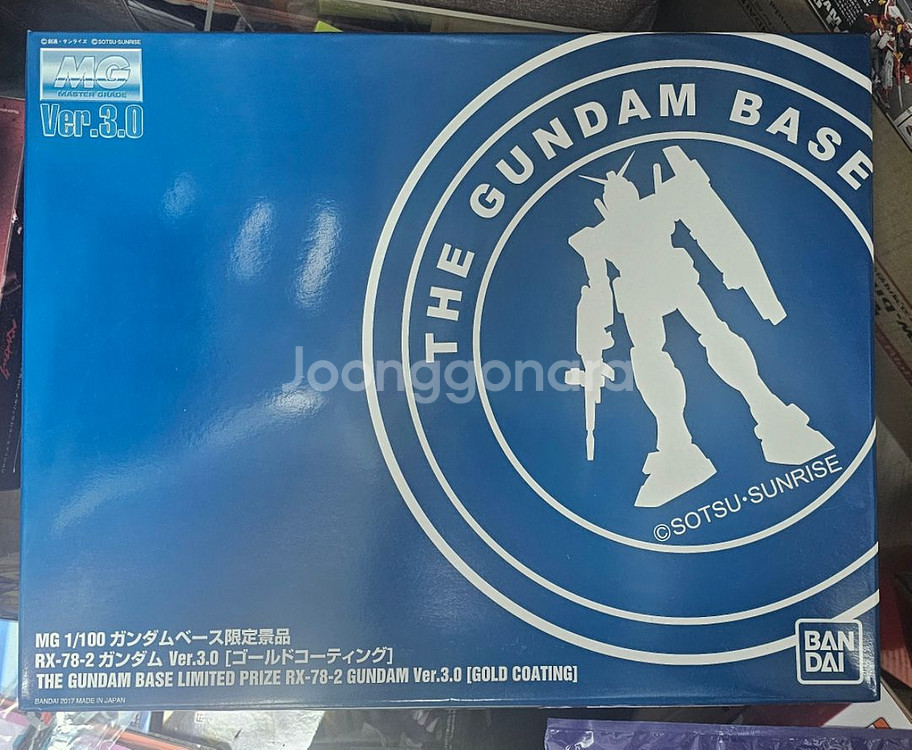 ©創通・サンライズ ©SOTSU・SUNRISE
MG
MASTER GRADE
Ver.3.0
THE GUNDAM BASE
Joonggonara
©SOTSU・SUNRISE
MG 1/100 ガンダムベース限定景品
RX-78-2 ガンダム Ver.3.0 [ゴールドコーティング]
THE GUNDAM BASE LIMITED PRIZE RX-78-2 GUNDAM Ver.3.0 [GOLD COATING]
BAN
DAI
BANDAI 2017 MADE IN JAPAN